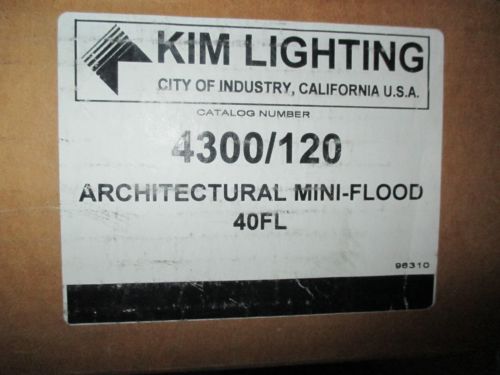 KIM LIGHTING
CITY OF INDUSTRY, CALIFORNIA U.S.A.
CATALOG NUMBER
4300/120
ARCHITECTURAL MINI-FLOOD
40FL
96310